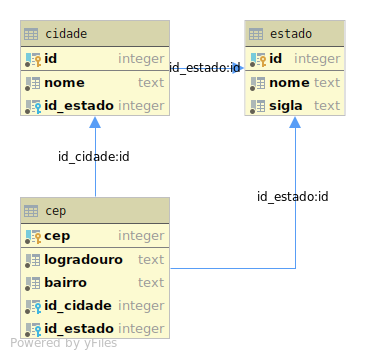 cidade
id integer
nome text
id_estado integer
estado
id integer
nome text
sigla text
id_estado:id
id_cidade:id
id_estado:id
cep
cep integer
logradouro text
bairro text
id_cidade integer
id_estado integer
Powered by yFiles